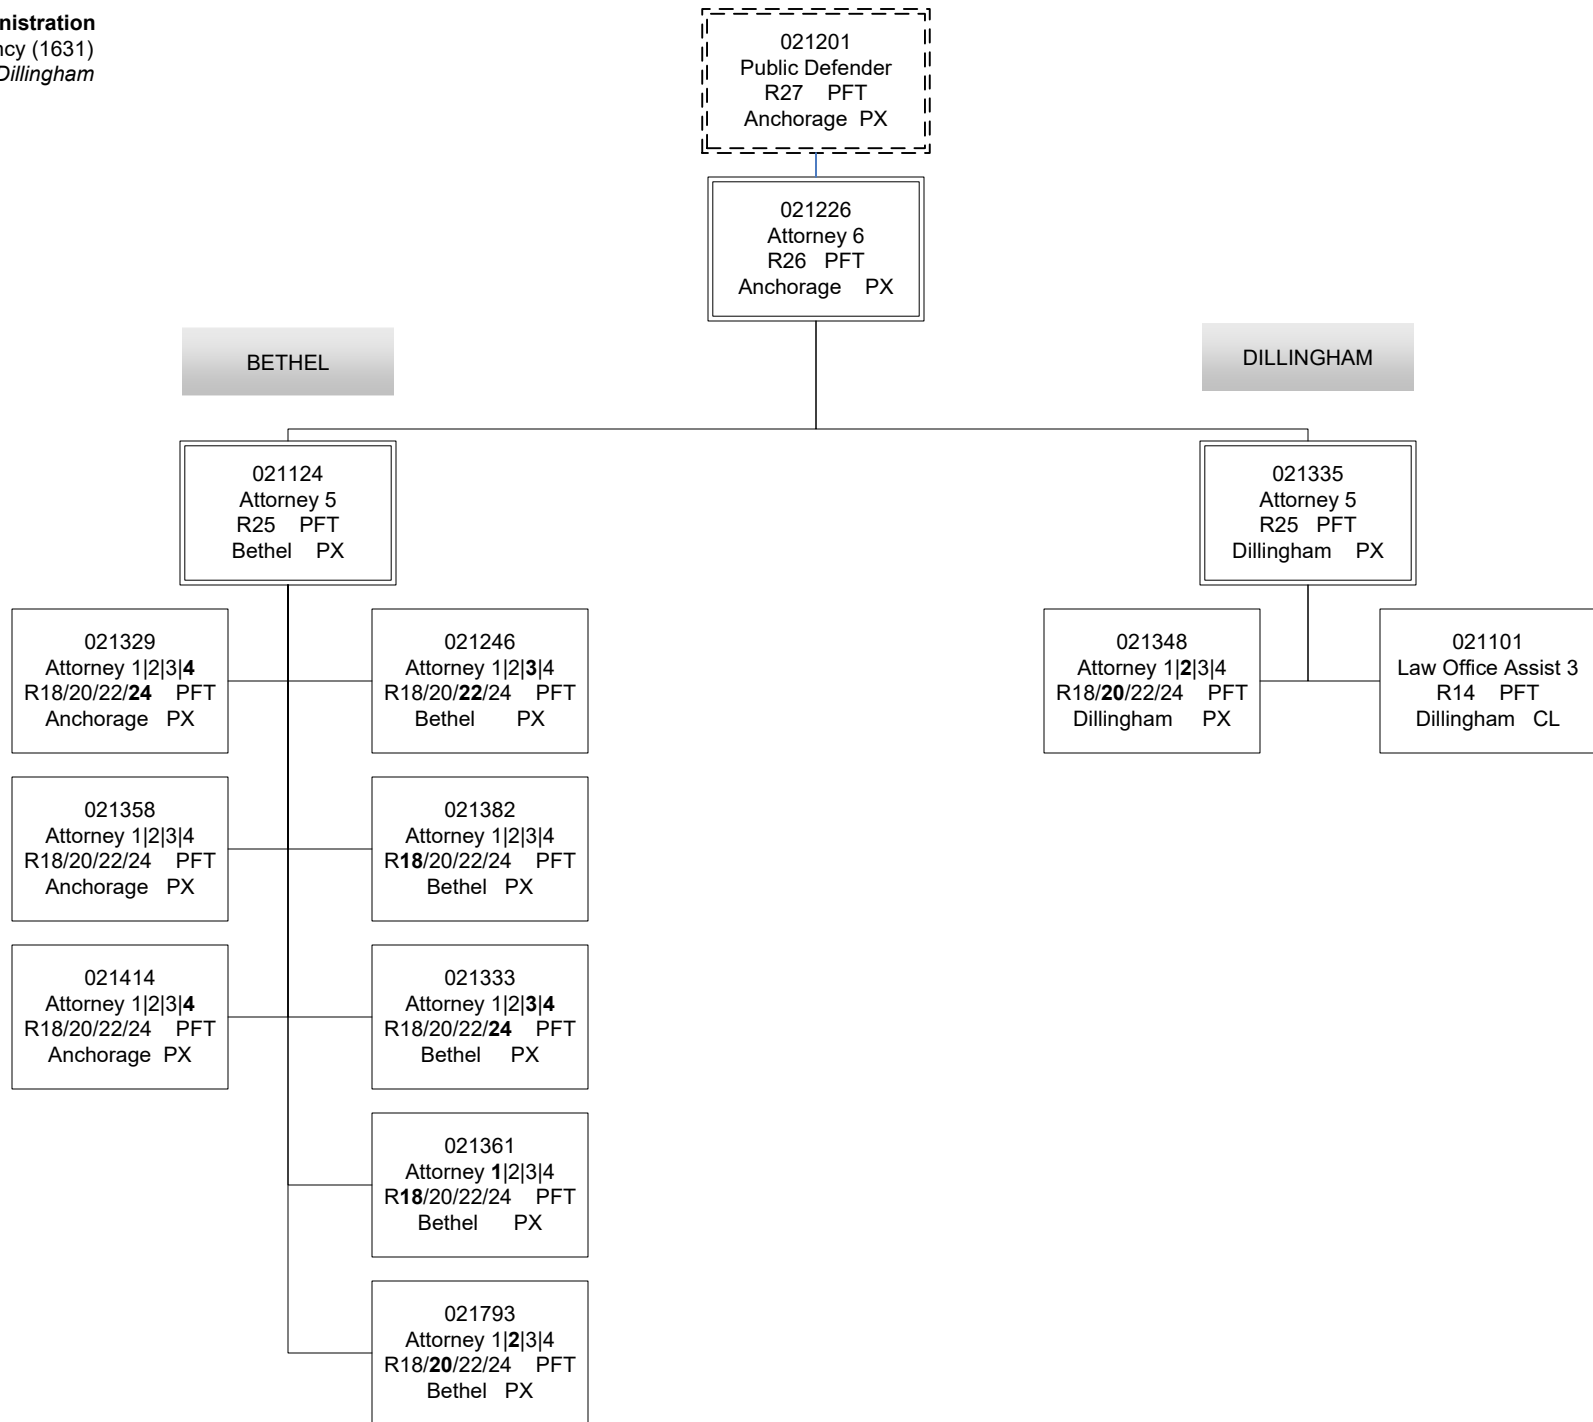 021201
Public Defender
R27 PFT
Anchorage PX
021226
Attorney 6
R26 PFT
Anchorage PX
(1631)
Dillingham
BETHEL
DILLINGHAM
021124
Attorney 5
R25 PFT
Bethel PX
021335
Attorney 5
R25 PFT
Dillingham PX
021329
Attorney 1|2|3|4
R18/20/22/24 PFT
Anchorage PX
021246
Attorney 1|2|3|4
R18/20/22/24 PFT
Bethel PX
021348
Attorney 1|2|3|4
R18/20/22/24 PFT
Dillingham PX
021101
Law Office Assist 3
R14 PFT
Dillingham CL
021358
Attorney 1|2|3|4
R18/20/22/24 PFT
Anchorage PX
021382
Attorney 1|2|3|4
R18/20/22/24 PFT
Bethel PX
021414
Attorney 1|2|3|4
R18/20/22/24 PFT
Anchorage PX
021333
Attorney 1|2|3|4
R18/20/22/24 PFT
Bethel PX
021361
Attorney 1|2|3|4
R18/20/22/24 PFT
Bethel PX
021793
Attorney 1|2|3|4
R18/20/22/24 PFT
Bethel PX